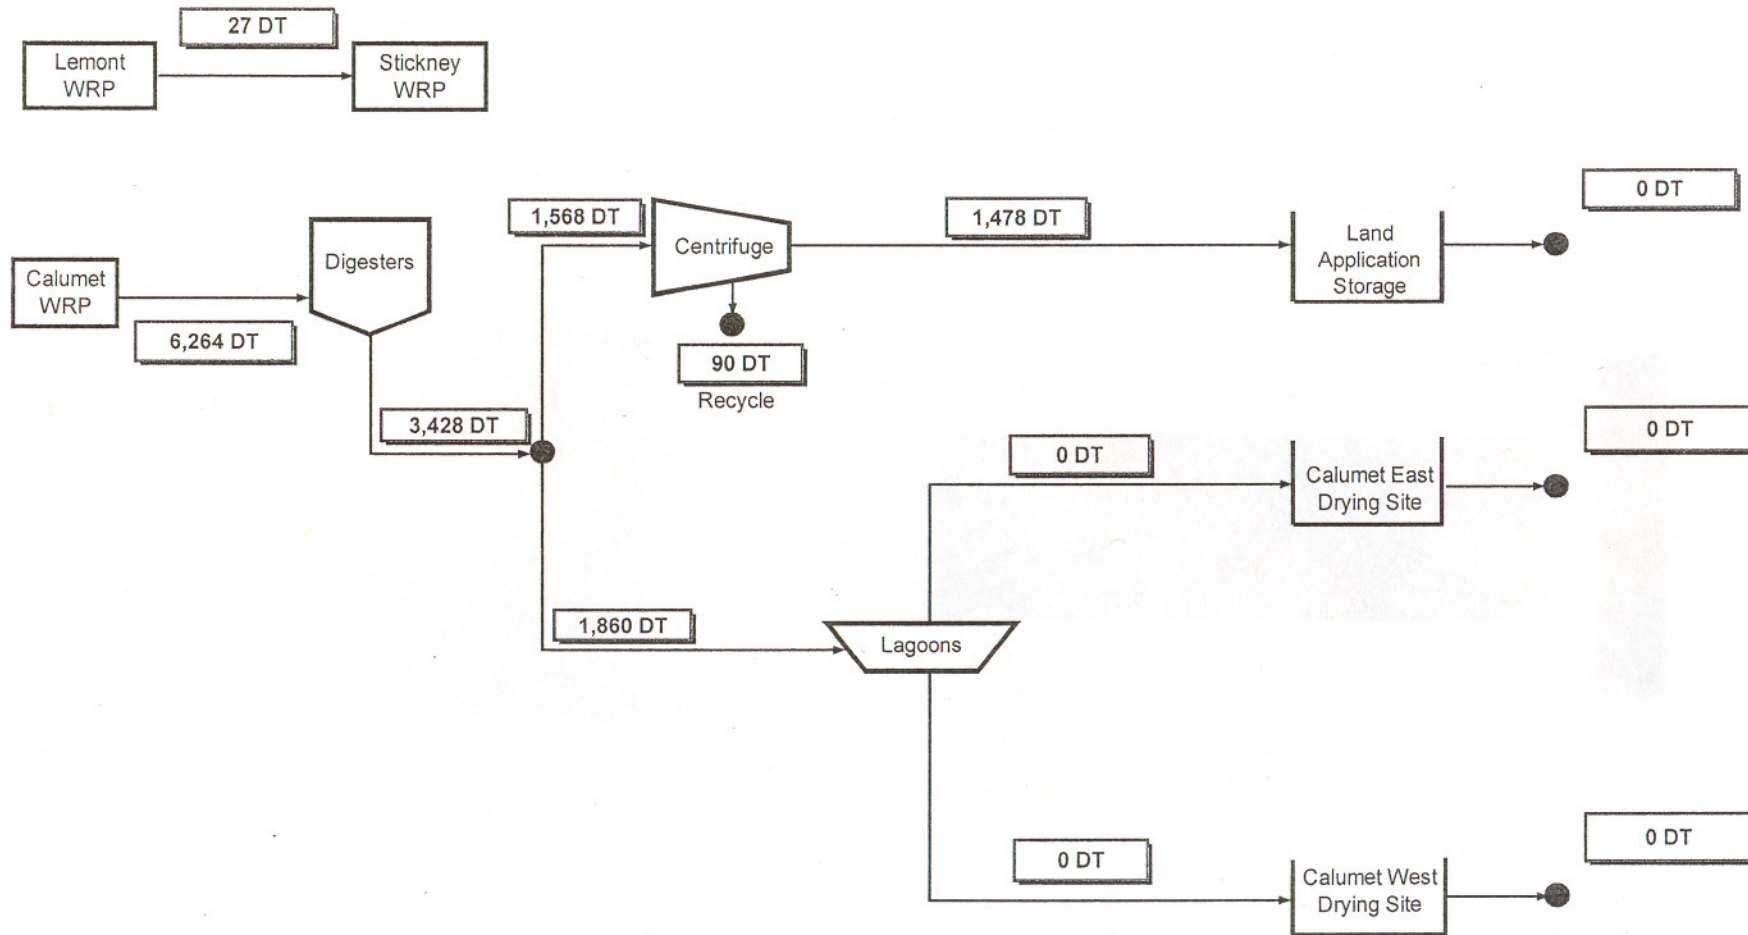 27 DT
Lemont
WRP
Stickney
WRP
0 DT
1,568 DT
Centrifuge
1,478 DT
Land
Application
Storage
Digesters
Calumet
WRP
6,264 DT
90 DT
Recycle
3,428 DT
0 DT
Calumet East
Drying Site
0 DT
1,860 DT
Lagoons
0 DT
Calumet West
Drying Site
0 DT